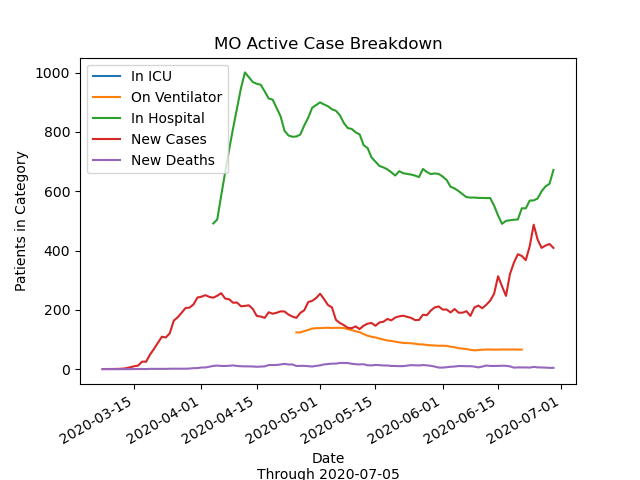 MO Active Case Breakdown
In ICU
On Ventilator
In Hospital
New Cases
New Deaths
Patients in Category
1000
800
600
400
200
0
2020-03-15
2020-04-01
2020-04-15
2020-05-01
2020-05-15
2020-06-01
2020-06-15
2020-07-01
Date
Through 2020-07-05